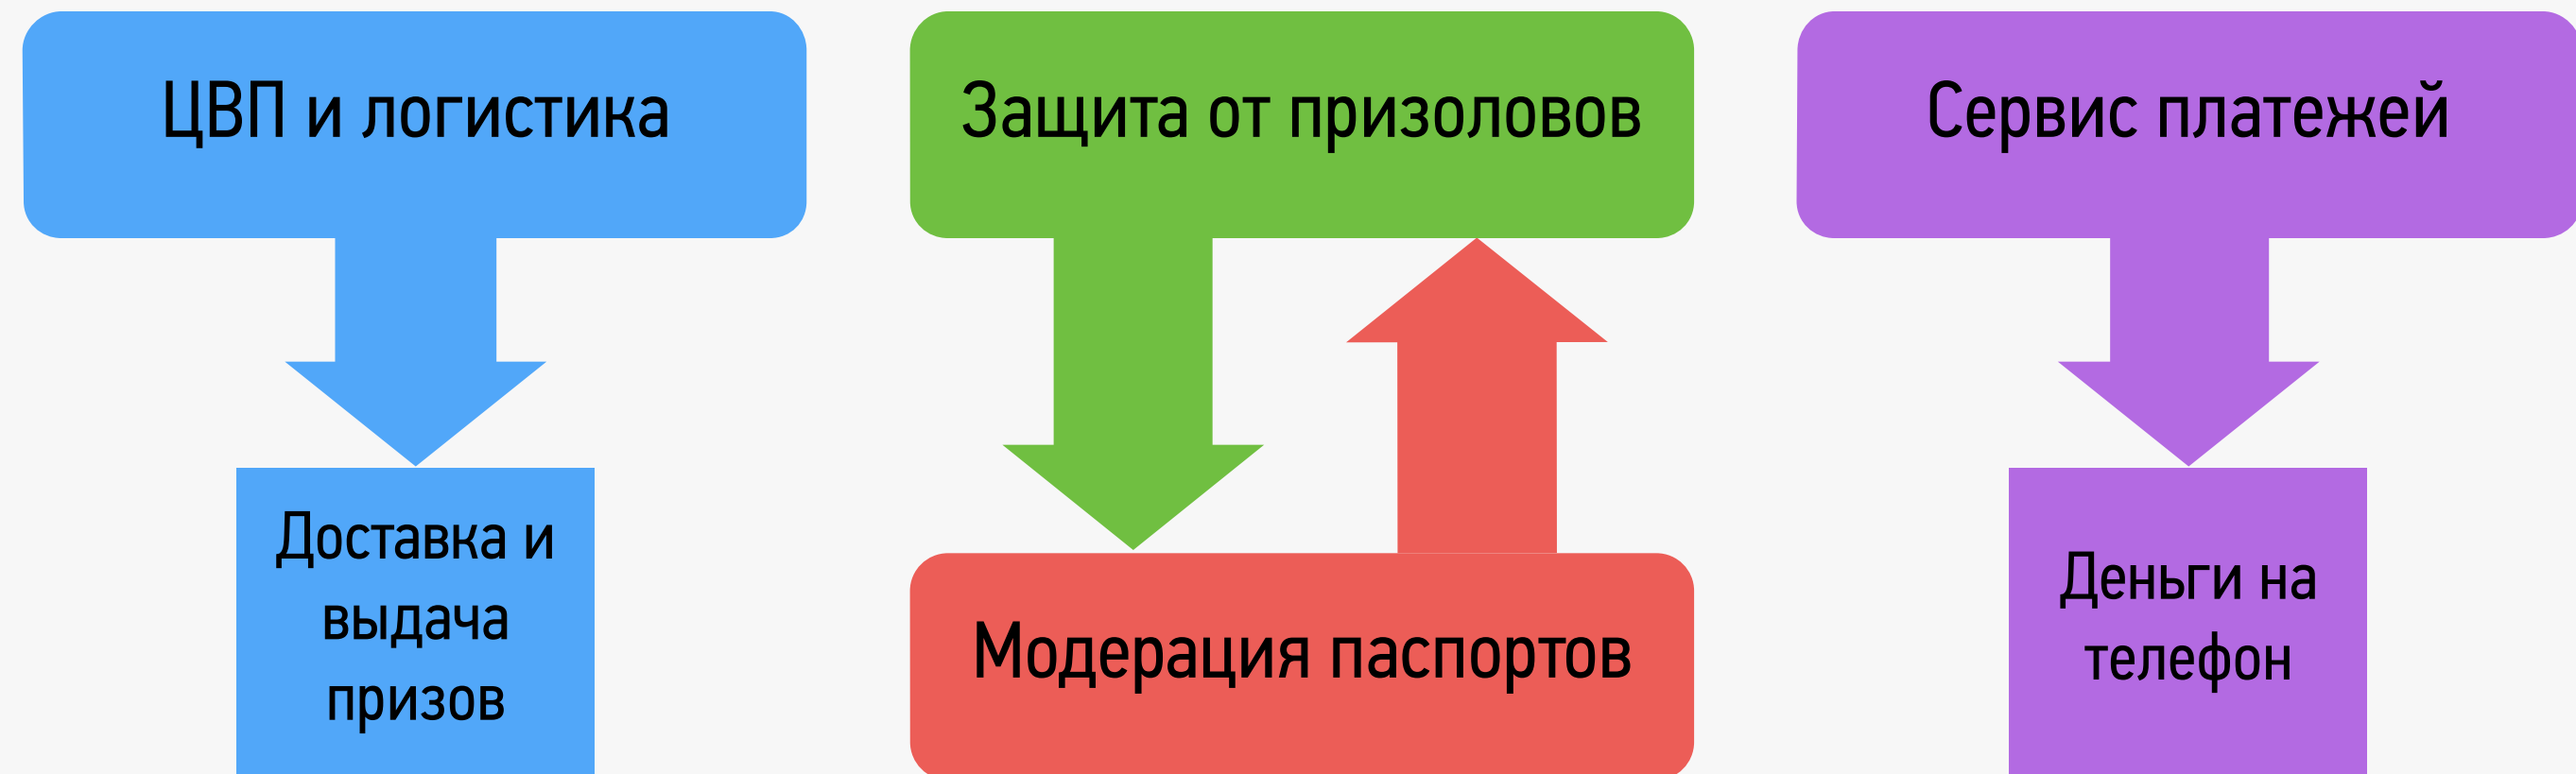 ЦВП и логистика
Защита от призоловов
Сервис платежей
Доставка и
выдача
призов
Модерация паспортов
Деньги на
телефон